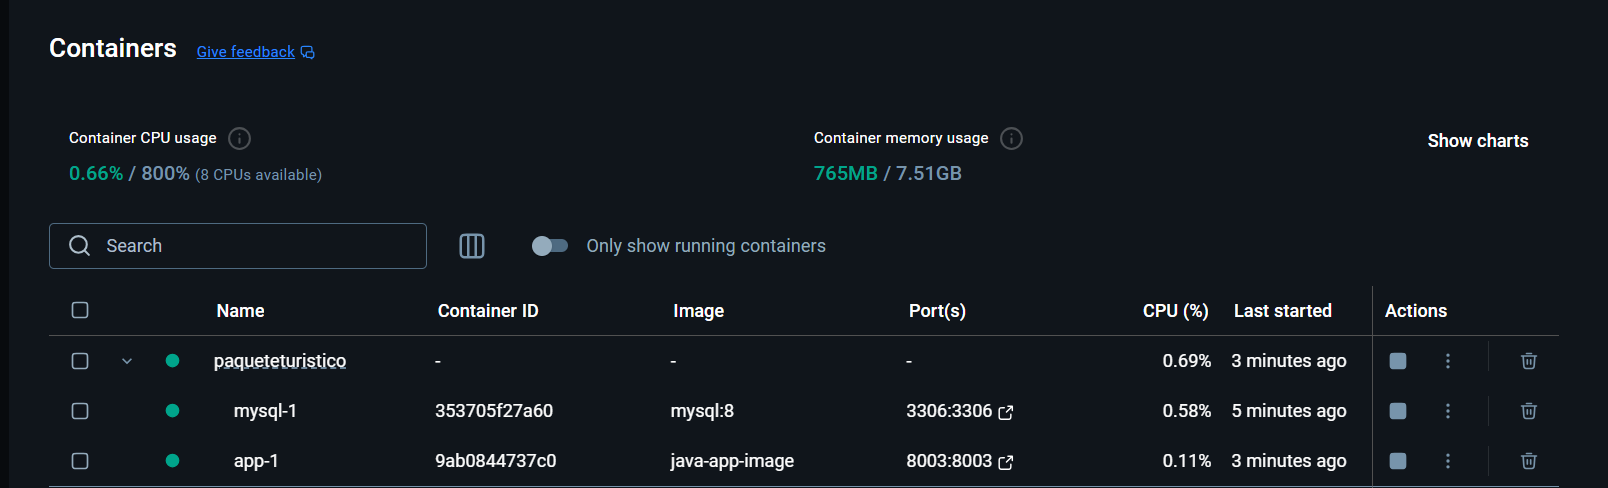 Containers Give feedback
Container CPU usage
0.66% / 800% (8 CPUs available)
Container memory usage
765MB / 7.51GB
Show charts
Search
Only show running containers
Name Container ID Image Port(s) CPU (%) Last started Actions
paqueteturistico - - - 0.69% 3 minutes ago
mysql-1 353705f27a60 mysql:8 3306:3306 0.58% 5 minutes ago
app-1 9ab0844737c0 java-app-image 8003:8003 0.11% 3 minutes ago